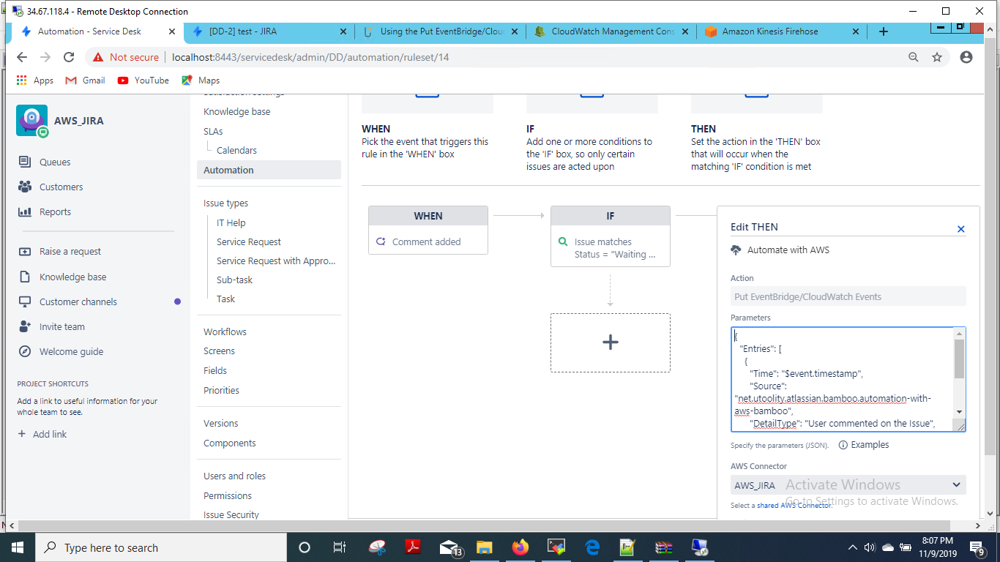 34.67.118.4 - Remote Desktop Connection
Automation - Service Desk
[DD-2] test - JIRA
Using the Put EventBridge/Clou
CloudWatch Management Cons
Amazon Kinesis Firehose
Not secure
localhost:8443/servicedesk/admin/DD/automation/ruleset/14
Apps
Gmail
YouTube
Maps
AWS_JIRA
Queues
Customers
Reports
Raise a request
Knowledge base
Customer channels
Invite team
Welcome guide
PROJECT SHORTCUTS
Add a link to useful information for your
whole team to see.
+ Add link
Satisfaction settings
Knowledge base
SLAs
Calendars
Automation
Issue types
IT Help
Service Request
Service Request with Appro...
Sub-task
Task
Workflows
Screens
Fields
Priorities
Versions
Components
Users and roles
Permissions
Issue Security
WHEN
Pick the event that triggers this
rule in the 'WHEN' box
IF
Add one or more conditions to
the 'IF' box, so only certain
issues are acted upon
THEN
Set the action in the 'THEN' box
that will occur when the
matching 'IF' condition is met
WHEN
Comment added
IF
Issue matches
Status = "Waiting ...
Edit THEN
Automate with AWS
Action
Put EventBridge/CloudWatch Events
Parameters
{
"Entries": [
{
"Time": "$event.timestamp",
"Source":
"net.utoolity.atlassian.bamboo.automation-with-
aws-bamboo",
"DetailType": "User commented on the Issue",
Specify the parameters (JSON).
Examples
AWS Connector
AWS_JIRA
Select a shared AWS Connector.
Activate Windows
Go to Settings to activate Windows.
Type here to search
13
8:07 PM
11/9/2019
9